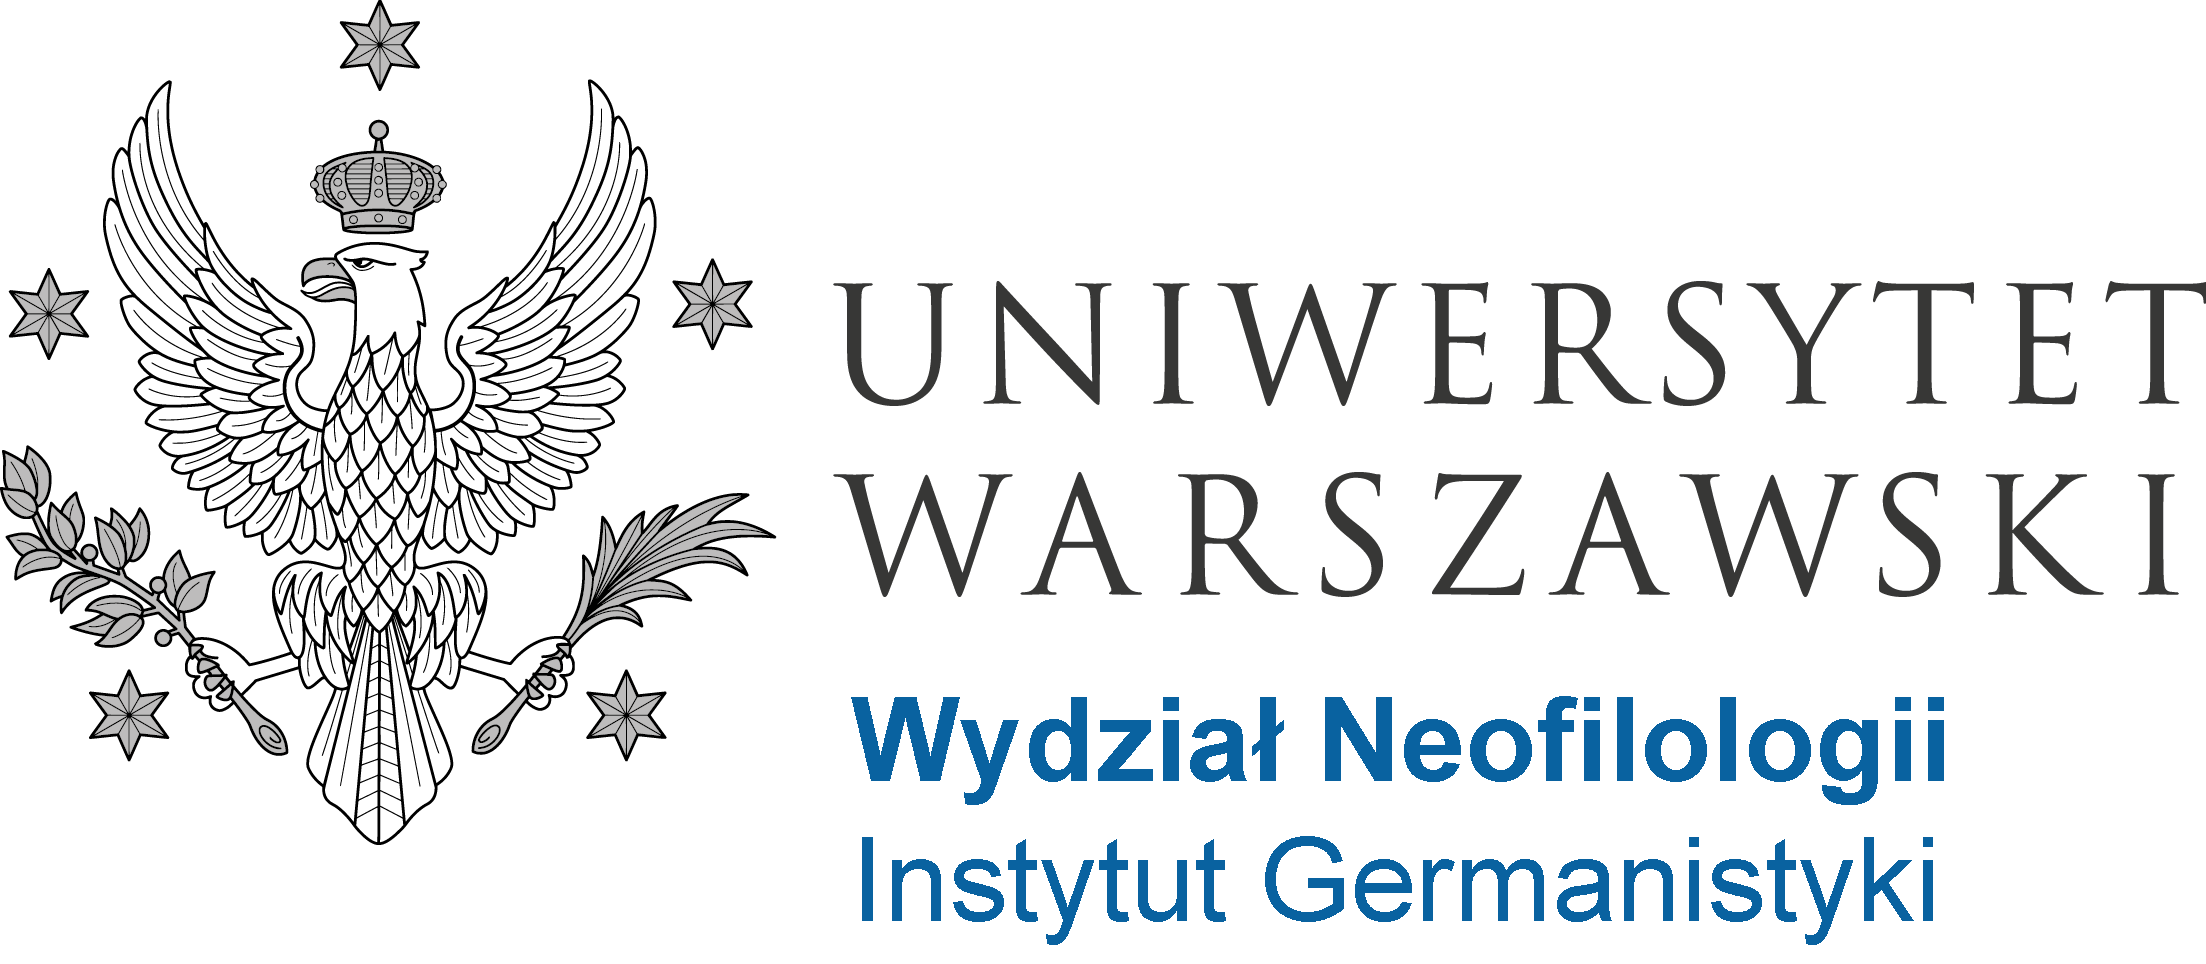 UNIWERSYTET
WARSZAWSKI
Wydział Neofilologii
Instytut Germanistyki